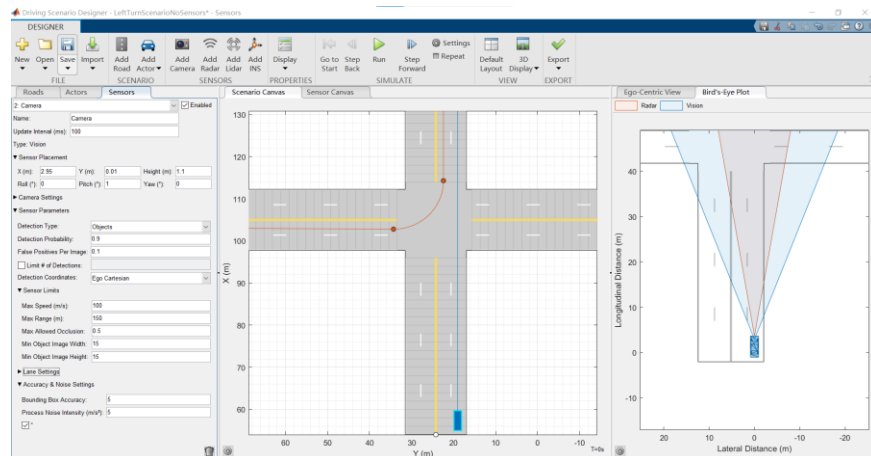 Driving Scenario Designer - LeftTurnScenarioNoSensors* - Sensors
DESIGNER
New Open Save Import Add Road Add Actor Add Camera Add Radar Add Lidar Add INS Display Go to Start Step Back Run Step Forward Settings Repeat Default Layout 3D Display Export
FILE SCENARIO SENSORS PROPERTIES SIMULATE VIEW EXPORT
Roads Actors Sensors
2: Camera Enabled
Name: Camera
Update Interval (ms): 100
Type: Vision
Sensor Placement
X (m): 2.95 Y (m): 0.01 Height (m): 1.1
Roll (°): 0 Pitch (°): 1 Yaw (°): 0
Camera Settings
Sensor Parameters
Detection Type: Objects
Detection Probability: 0.9
False Positives Per Image: 0.1
Limit # of Detections:
Detection Coordinates: Ego Cartesian
Sensor Limits
Max Speed (m/s): 100
Max Range (m): 150
Max Allowed Occlusion: 0.5
Min Object Image Width: 15
Min Object Image Height: 15
Lane Settings
Accuracy & Noise Settings
Bounding Box Accuracy: 5
Process Noise Intensity (m/s²): 5
Scenario Canvas Sensor Canvas
130
120
110
100
90
80
70
60
X (m)
60 50 40 30 20 10 0 -10
Y (m)
T=0s
Ego-Centric View Bird's-Eye Plot
Radar Vision
40
30
20
10
0
-10
Longitudinal Distance (m)
20 10 0 -10 -20
Lateral Distance (m)